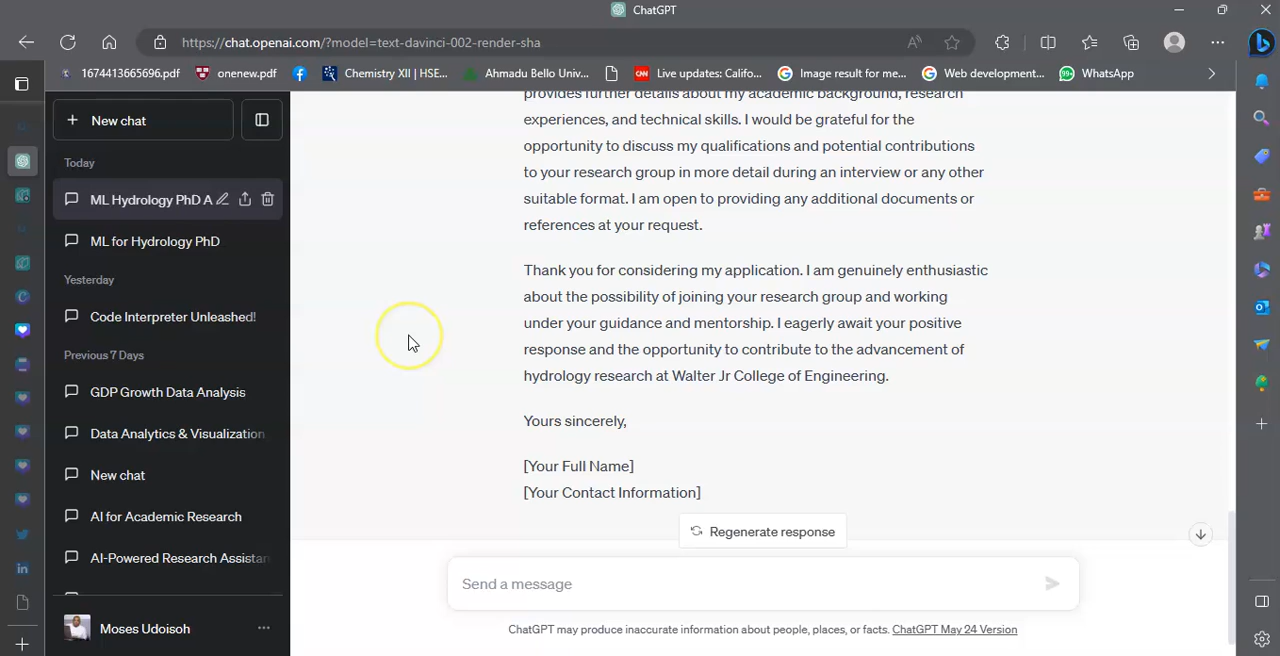 ChatGPT
https://chat.openai.com/?model=text-davinci-002-render-sha
1674413665696.pdf
onenew.pdf
Chemistry XII | HSE...
Ahmadu Bello Univ...
CNN
Live updates: Califo...
Image result for me...
Web development...
99+
WhatsApp
New chat
Today
ML Hydrology PhD A
ML for Hydrology PhD
Yesterday
Code Interpreter Unleashed!
Previous 7 Days
GDP Growth Data Analysis
Data Analytics & Visualization
New chat
AI for Academic Research
AI-Powered Research Assistan
Moses Udoisoh
provides further details about my academic background, research
experiences, and technical skills. I would be grateful for the
opportunity to discuss my qualifications and potential contributions
to your research group in more detail during an interview or any other
suitable format. I am open to providing any additional documents or
references at your request.
Thank you for considering my application. I am genuinely enthusiastic
about the possibility of joining your research group and working
under your guidance and mentorship. I eagerly await your positive
response and the opportunity to contribute to the advancement of
hydrology research at Walter Jr College of Engineering.
Yours sincerely,
[Your Full Name]
[Your Contact Information]
Regenerate response
Send a message
ChatGPT may produce inaccurate information about people, places, or facts. ChatGPT May 24 Version